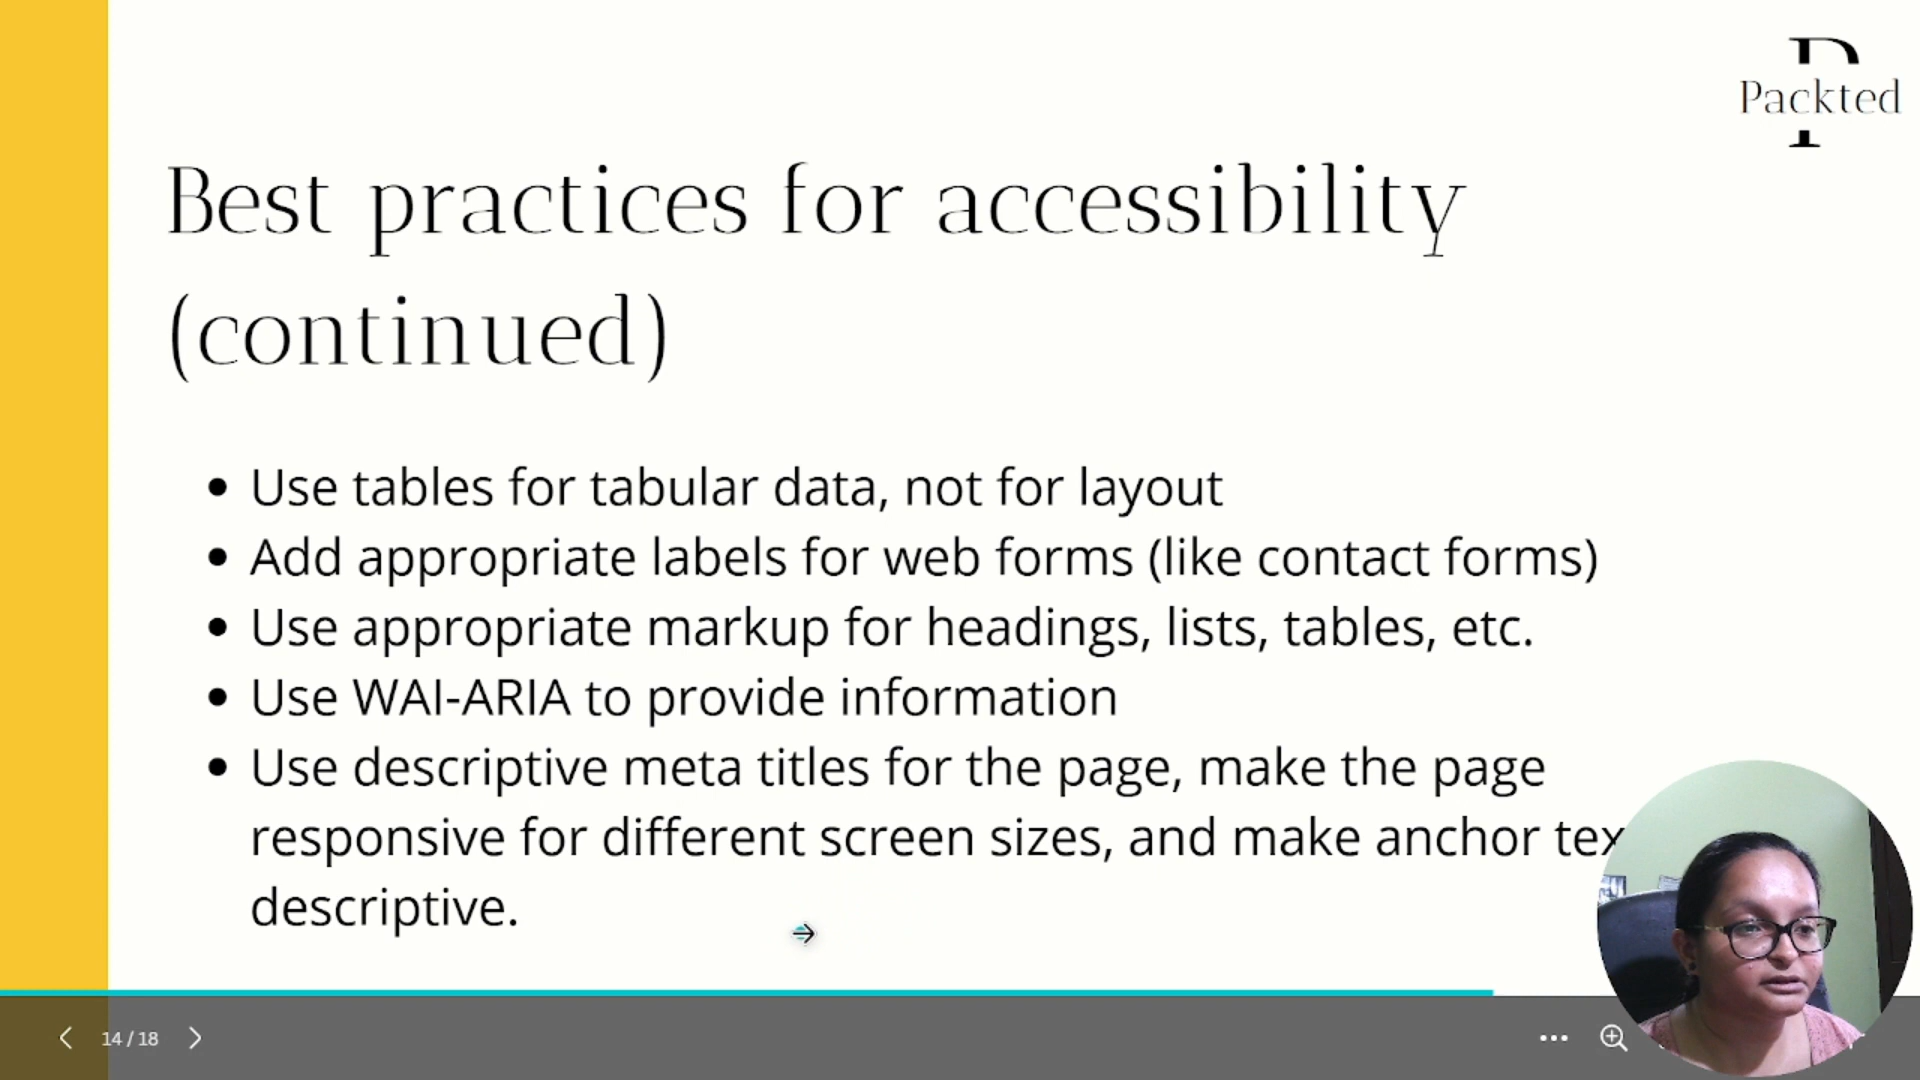 Packted
Best practices for accessibility
(continued)
• Use tables for tabular data, not for layout
• Add appropriate labels for web forms (like contact forms)
• Use appropriate markup for headings, lists, tables, etc.
• Use WAI-ARIA to provide information
• Use descriptive meta titles for the page, make the page
responsive for different screen sizes, and make anchor
descriptive.
14 / 18